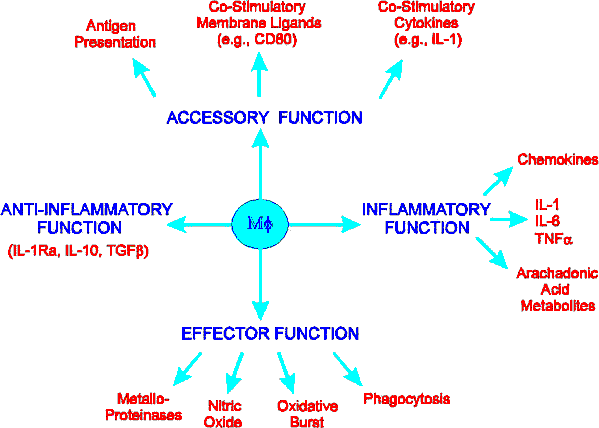 Antigen
Presentation
Co-Stimulatory
Membrane Ligands
(e.g., CD80)
Co-Stimulatory
Cytokines
(e.g., IL-1)
ACCESSORY FUNCTION
ANTI-INFLAMMATORY
FUNCTION
(IL-1Ra, IL-10, TGFβ)
Mϕ
INFLAMMATORY
FUNCTION
Chemokines
IL-1
IL-6
TNFα
Arachadonic
Acid
Metabolites
EFFECTOR FUNCTION
Metallo-
Proteinases
Nitric
Oxide
Oxidative
Burst
Phagocytosis